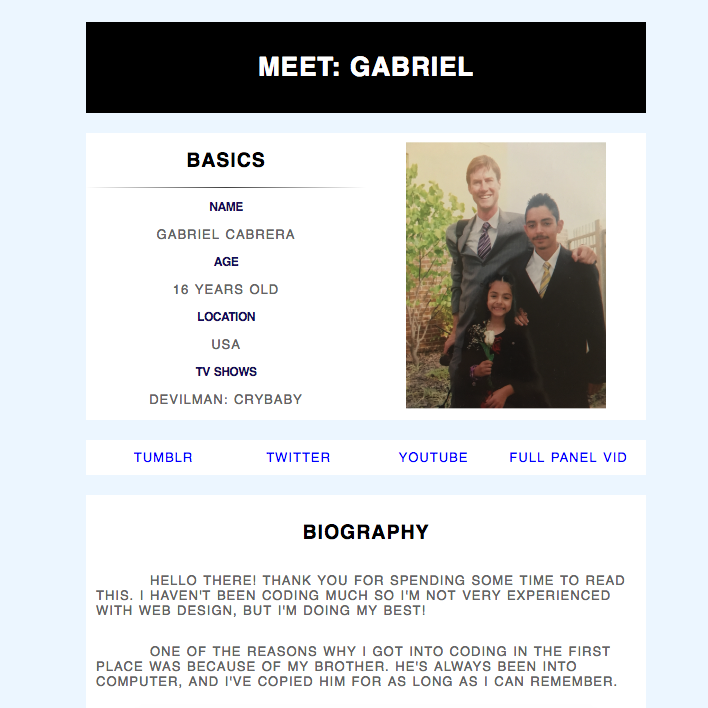 MEET: GABRIEL
BASICS
NAME
GABRIEL CABRERA
AGE
16 YEARS OLD
LOCATION
USA
TV SHOWS
DEVILMAN: CRYBABY
TUMBLR TWITTER YOUTUBE FULL PANEL VID
BIOGRAPHY
HELLO THERE! THANK YOU FOR SPENDING SOME TIME TO READ
THIS. I HAVEN'T BEEN CODING MUCH SO I'M NOT VERY EXPERIENCED
WITH WEB DESIGN, BUT I'M DOING MY BEST!
ONE OF THE REASONS WHY I GOT INTO CODING IN THE FIRST
PLACE WAS BECAUSE OF MY BROTHER. HE'S ALWAYS BEEN INTO
COMPUTER, AND I'VE COPIED HIM FOR AS LONG AS I CAN REMEMBER.